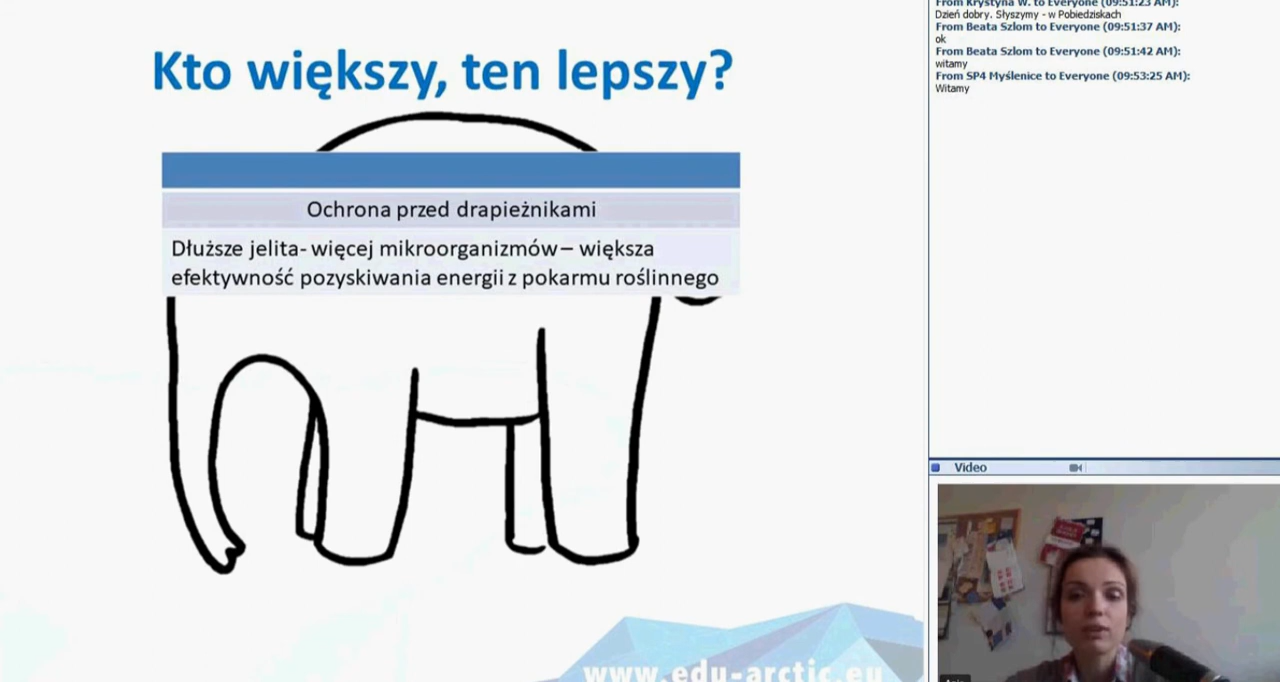 Kto większy, ten lepszy?
Ochrona przed drapieżnikami
Dłuższe jelita- więcej mikroorganizmów – większa
efektywność pozyskiwania energii z pokarmu roślinnego
www.edu-arctic.eu
From Krystyna W. to Everyone (09:51:23 AM):
Dzień dobry. Słyszymy - w Pobiedziskach
From Beata Szlom to Everyone (09:51:37 AM):
ok
From Beata Szlom to Everyone (09:51:42 AM):
witamy
From SP4 Myślenice to Everyone (09:53:25 AM):
Witamy
Video